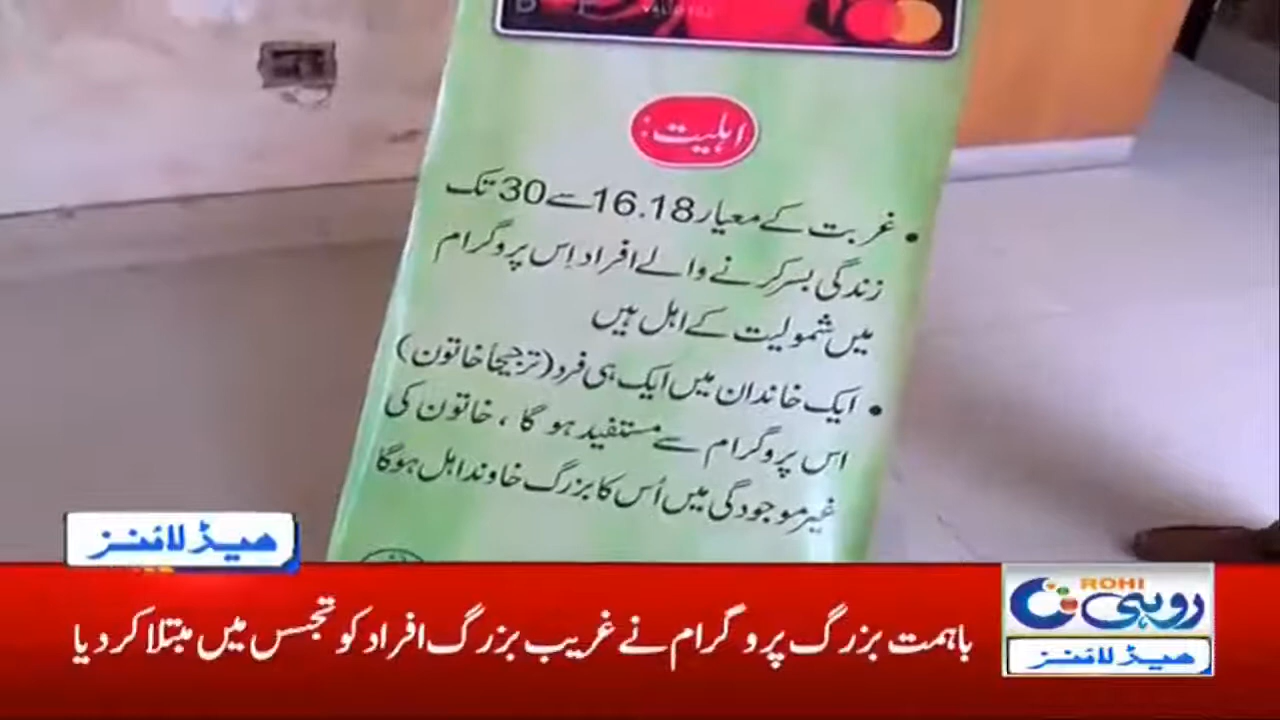 اہلیت:
• غربت کے معیار 16.18 سے 30 تک
زندگی بسر کرنے والے افراد اِس پروگرام
میں شمولیت کے اہل ہیں
• ایک خاندان میں ایک ہی فرد (ترجیحاً خاتون)
اس پروگرام سے مستفید ہو گا ، خاتون کی
غیر موجودگی میں اُس کا بزرگ خاوند اہل ہوگا
ہیڈ لائنز
باہمت بزرگ پروگرام نے غریب بزرگ افراد کو تجسس میں مبتلا کر دیا
ROHI
روہی
ہیڈ لائنز